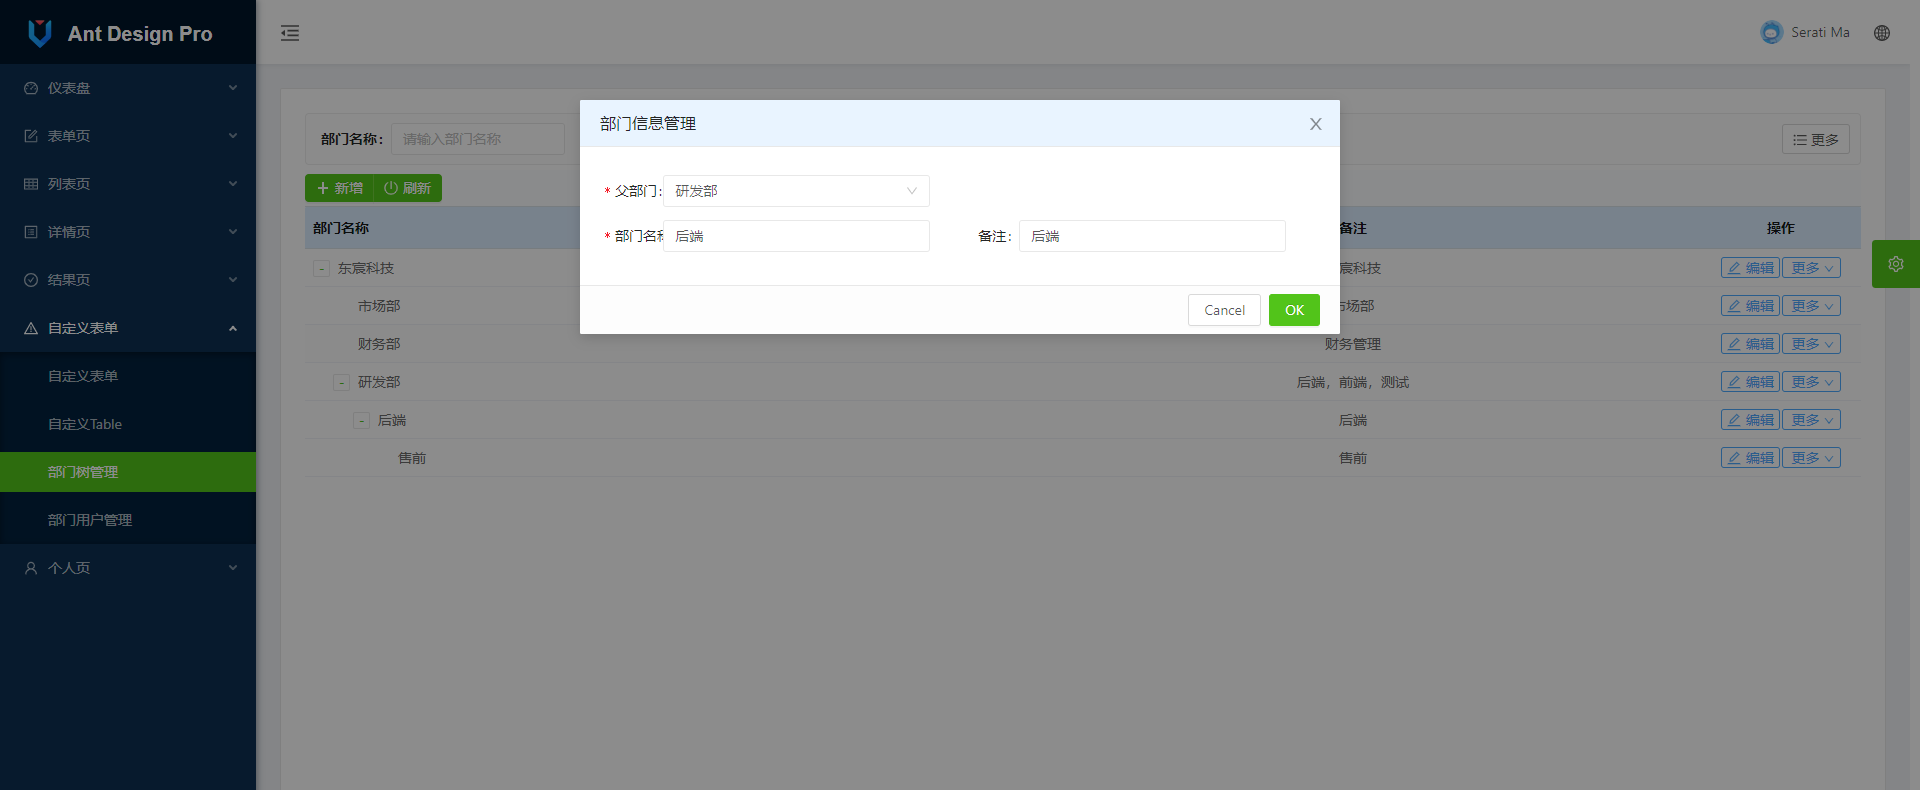 Ant Design Pro
Serati Ma
仪表盘
表单页
列表页
详情页
结果页
自定义表单
自定义表单
自定义Table
部门树管理
部门用户管理
个人页
部门名称：
请输入部门名称
更多
新增
刷新
部门名称
备注
操作
- 东宸科技
宸科技
编辑
更多
市场部
市场部
编辑
更多
财务部
财务管理
编辑
更多
- 研发部
后端，前端，测试
编辑
更多
- 后端
后端
编辑
更多
售前
售前
编辑
更多
部门信息管理
X
* 父部门:
研发部
* 部门名称
后端
备注:
后端
Cancel
OK